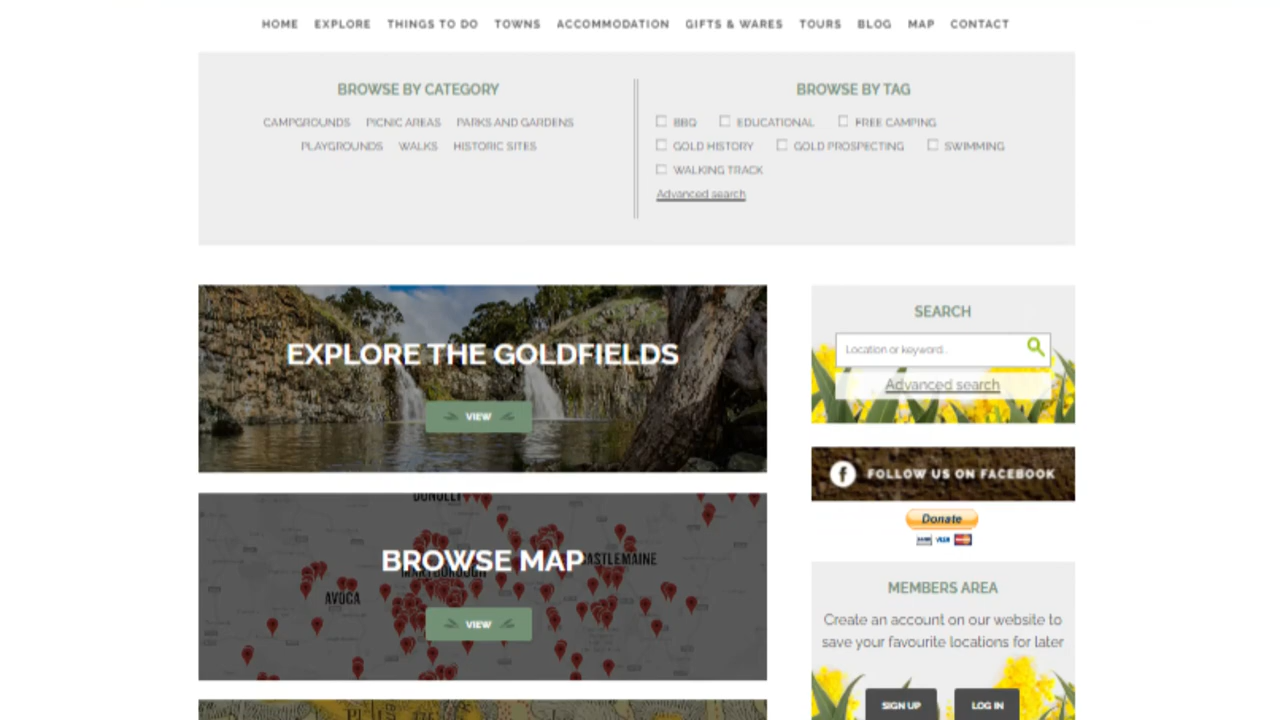 HOME EXPLORE THINGS TO DO TOWNS ACCOMMODATION GIFTS & WARES TOURS BLOG MAP CONTACT
BROWSE BY CATEGORY
CAMPGROUNDS PICNIC AREAS PARKS AND GARDENS
PLAYGROUNDS WALKS HISTORIC SITES
BROWSE BY TAG
BBQ EDUCATIONAL FREE CAMPING
GOLD HISTORY GOLD PROSPECTING SWIMMING
WALKING TRACK
Advanced search
EXPLORE THE GOLDFIELDS
VIEW
DUNOLLY
BROWSE MAP
CASTLEMAINE
MARYBOROUGH
AVOCA
VIEW
SEARCH
Location or keyword..
Advanced search
f FOLLOW US ON FACEBOOK
Donate
VISA
MEMBERS AREA
Create an account on our website to
save your favourite locations for later
SIGN UP LOG IN